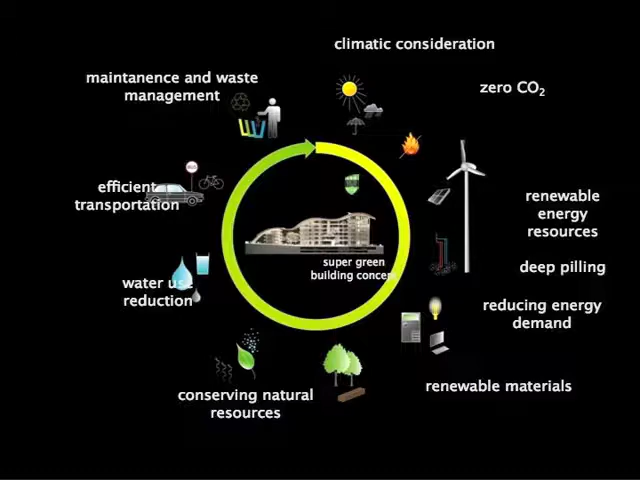 climatic consideration
maintanence and waste
management
zero CO₂
efficient
transportation
renewable
energy
resources
super green
building concept
deep pilling
water use
reduction
reducing energy
demand
renewable materials
conserving natural
resources